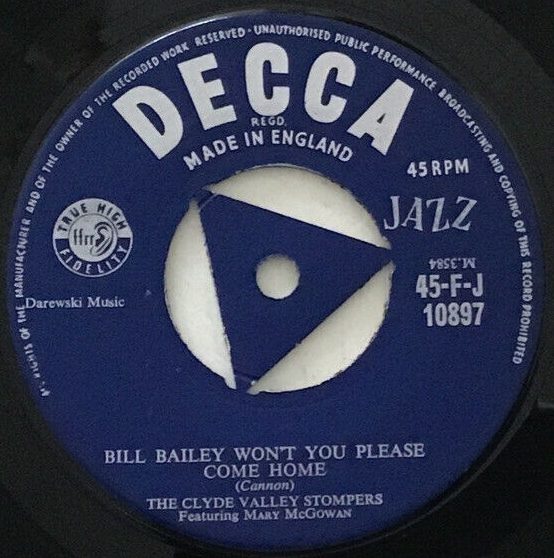 ALL RIGHTS OF THE MANUFACTURER AND OF THE OWNER OF THE RECORDED WORK RESERVED · UNAUTHORISED PUBLIC PERFORMANCE BROADCASTING AND COPYING OF THIS RECORD PROHIBITED
DECCA
REGD.
MADE IN ENGLAND
45 RPM
JAZZ
TRUE HIGH
ffrr
FIDELITY
M.3584
45-F-J
10897
Darewski Music
BILL BAILEY WON'T YOU PLEASE
COME HOME
(Cannon)
THE CLYDE VALLEY STOMPERS
Featuring MARY McGOWAN